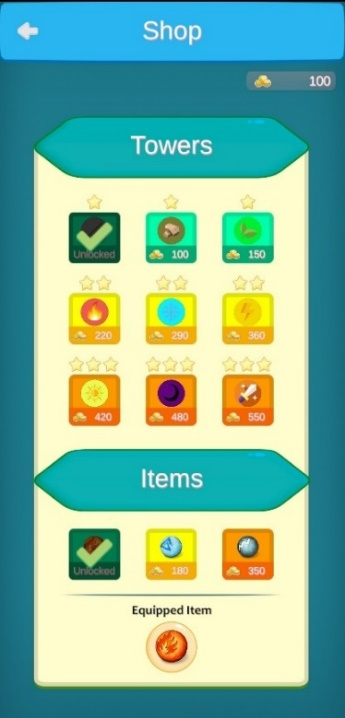 Shop
100
Towers
Unlocked 100 150
220 290 360
420 480 550
Items
Unlocked 180 350
Equipped Item